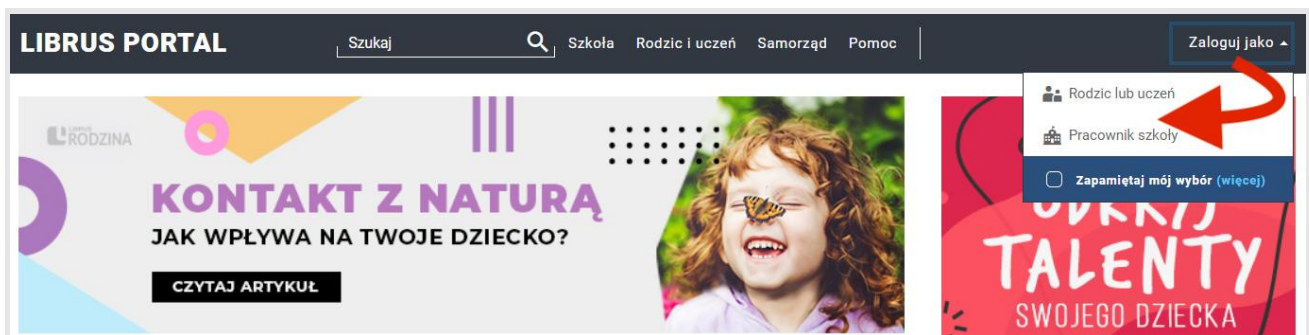 LIBRUS PORTAL
Szukaj
Szkoła Rodzic i uczeń Samorząd Pomoc
Zaloguj jako
Rodzic lub uczeń
Pracownik szkoły
Zapamiętaj mój wybór (więcej)
LIBRUS
RODZINA
KONTAKT Z NATURĄ
JAK WPŁYWA NA TWOJE DZIECKO?
CZYTAJ ARTYKUŁ
ODKRYJ
TALENTY
SWOJEGO DZIECKA